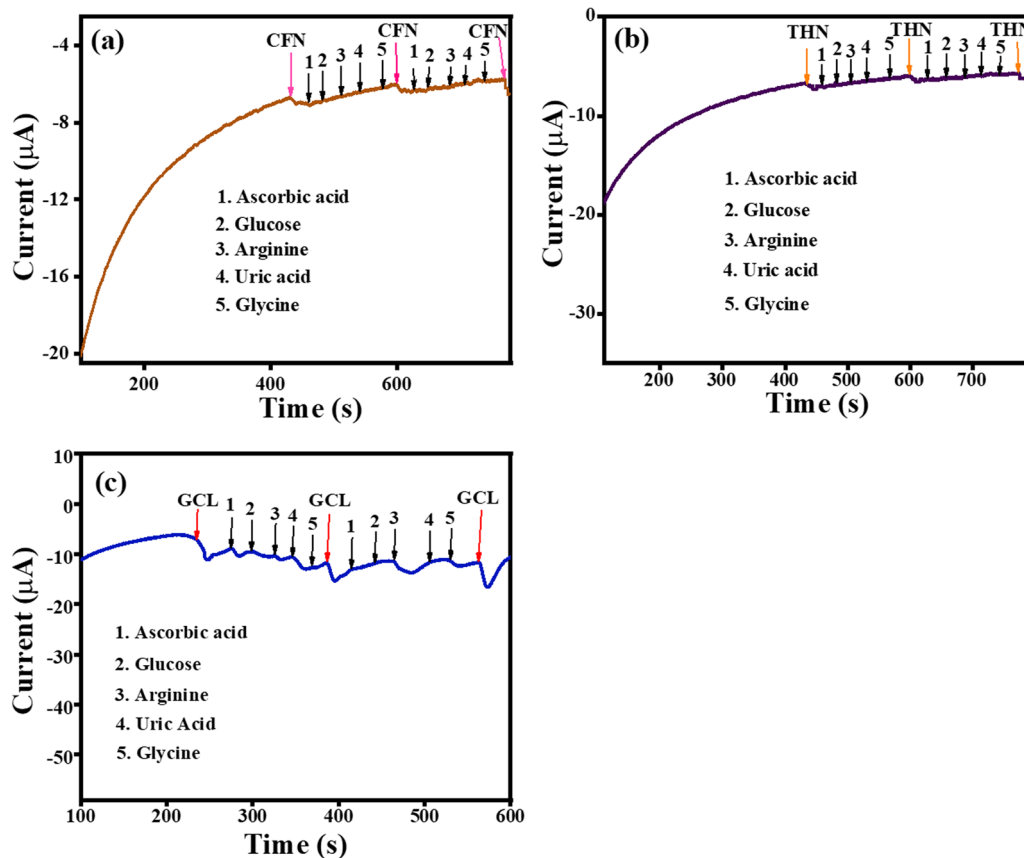 (a)
CFN CFN CFN
1 2 3 4 5 1 2 3 4 5
-4
-8
-12
-16
-20
Current (μA)
1. Ascorbic acid
2. Glucose
3. Arginine
4. Uric acid
5. Glycine
200 400 600
Time (s)
(b)
THN THN THN
1 2 3 4 5 1 2 3 4 5
0
-10
-20
-30
Current (μA)
1. Ascorbic acid
2. Glucose
3. Arginine
4. Uric acid
5. Glycine
200 300 400 500 600 700
Time (s)
(c)
GCL 1 2 3 4 5 GCL 1 2 3 4 5 GCL
10
0
-10
-20
-30
-40
-50
Current (μA)
1. Ascorbic acid
2. Glucose
3. Arginine
4. Uric Acid
5. Glycine
100 200 300 400 500 600
Time (s)